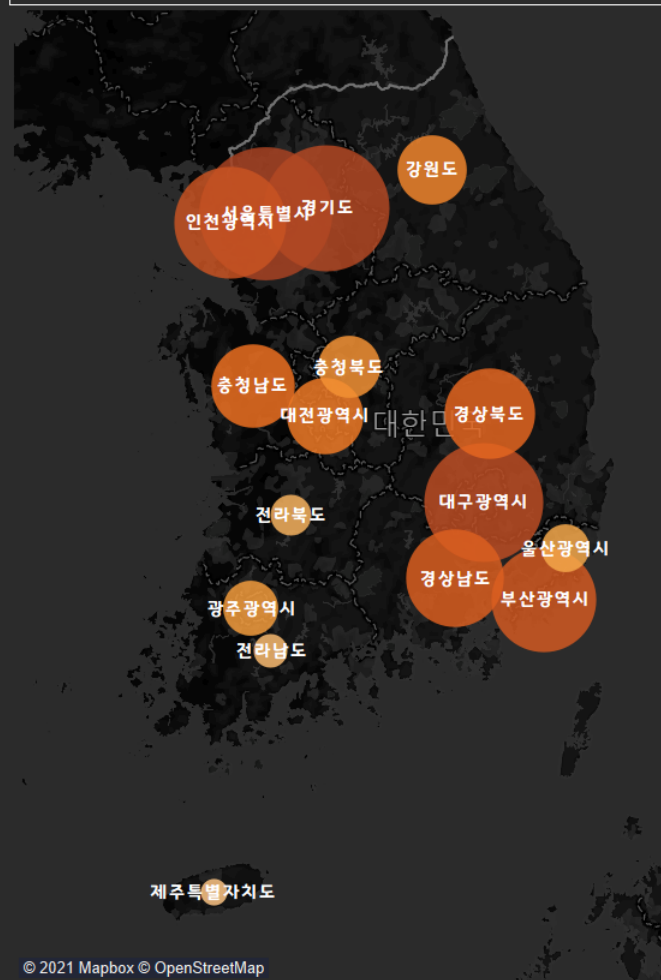 강원도
서울특별시
경기도
인천광역시
충청북도
충청남도
대전광역시
경상북도
대한민국
대구광역시
전라북도
울산광역시
경상남도
부산광역시
광주광역시
전라남도
제주특별자치도
© 2021 Mapbox © OpenStreetMap